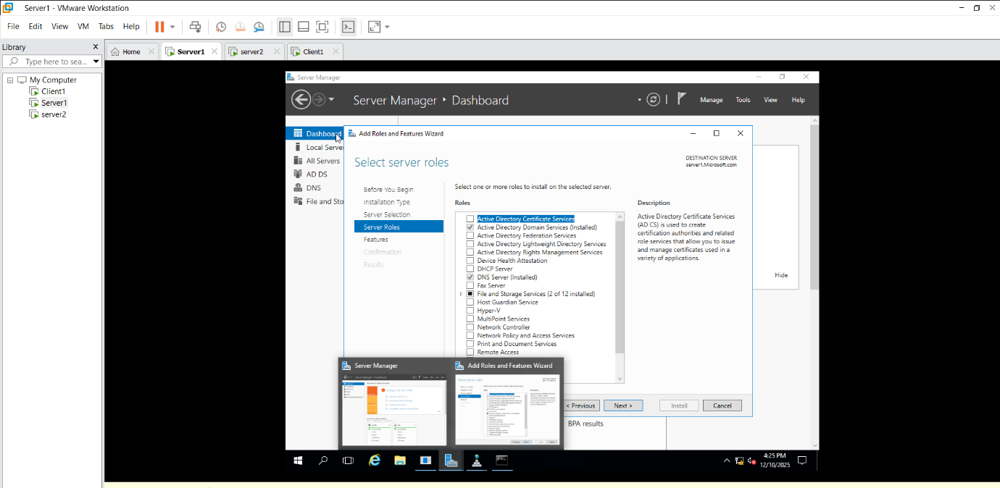 Server1 - VMware Workstation
File Edit View VM Tabs Help
Library
Type here to sea...
My Computer
Client1
Server1
server2
Home
Server1
server2
Client1
Server Manager
Server Manager • Dashboard
Manage Tools View Help
Dashboard
Local Server
All Servers
AD DS
DNS
File and Sto
Add Roles and Features Wizard
Select server roles
DESTINATION SERVER
server1.Microsoft.com
Before You Begin
Installation Type
Server Selection
Server Roles
Features
Confirmation
Results
Select one or more roles to install on the selected server.
Roles
Active Directory Certificate Services
Active Directory Domain Services (Installed)
Active Directory Federation Services
Active Directory Lightweight Directory Services
Active Directory Rights Management Services
Device Health Attestation
DHCP Server
DNS Server (Installed)
Fax Server
File and Storage Services (2 of 12 installed)
Host Guardian Service
Hyper-V
MultiPoint Services
Network Controller
Network Policy and Access Services
Print and Document Services
Remote Access
Description
Active Directory Certificate Services
(AD CS) is used to create
certification authorities and related
role services that allow you to issue
and manage certificates used in a
variety of applications.
Hide
Server Manager
Add Roles and Features Wizard
< Previous
Next >
Install
Cancel
BPA results
4:25 PM
12/10/2025